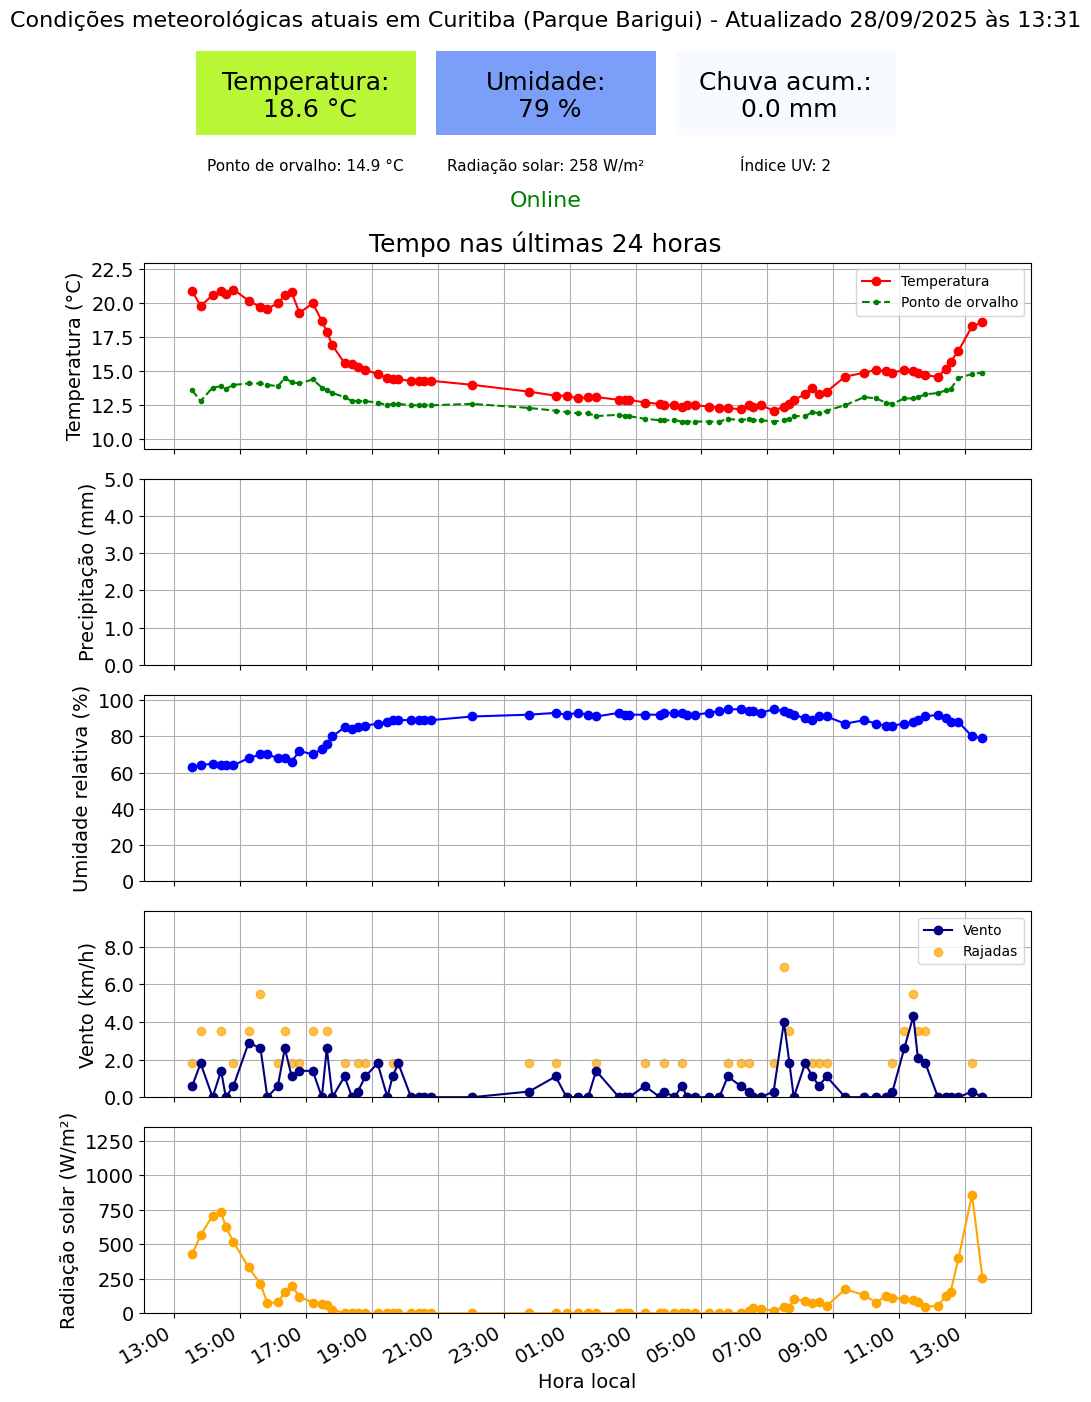 Condições meteorológicas atuais em Curitiba (Parque Barigui) - Atualizado 28/09/2025 às 13:31
Temperatura:
18.6 °C
Umidade:
79 %
Chuva acum.:
0.0 mm
Ponto de orvalho: 14.9 °C
Radiação solar: 258 W/m²
Índice UV: 2
Online
Tempo nas últimas 24 horas
Temperatura (°C)
22.5
20.0
17.5
15.0
12.5
10.0
Temperatura
Ponto de orvalho
Precipitação (mm)
5.0
4.0
3.0
2.0
1.0
0.0
Umidade relativa (%)
100
80
60
40
20
0
Vento (km/h)
8.0
6.0
4.0
2.0
0.0
Vento
Rajadas
Radiação solar (W/m²)
1250
1000
750
500
250
0
13:00
15:00
17:00
19:00
21:00
23:00
01:00
03:00
05:00
07:00
09:00
11:00
13:00
Hora local